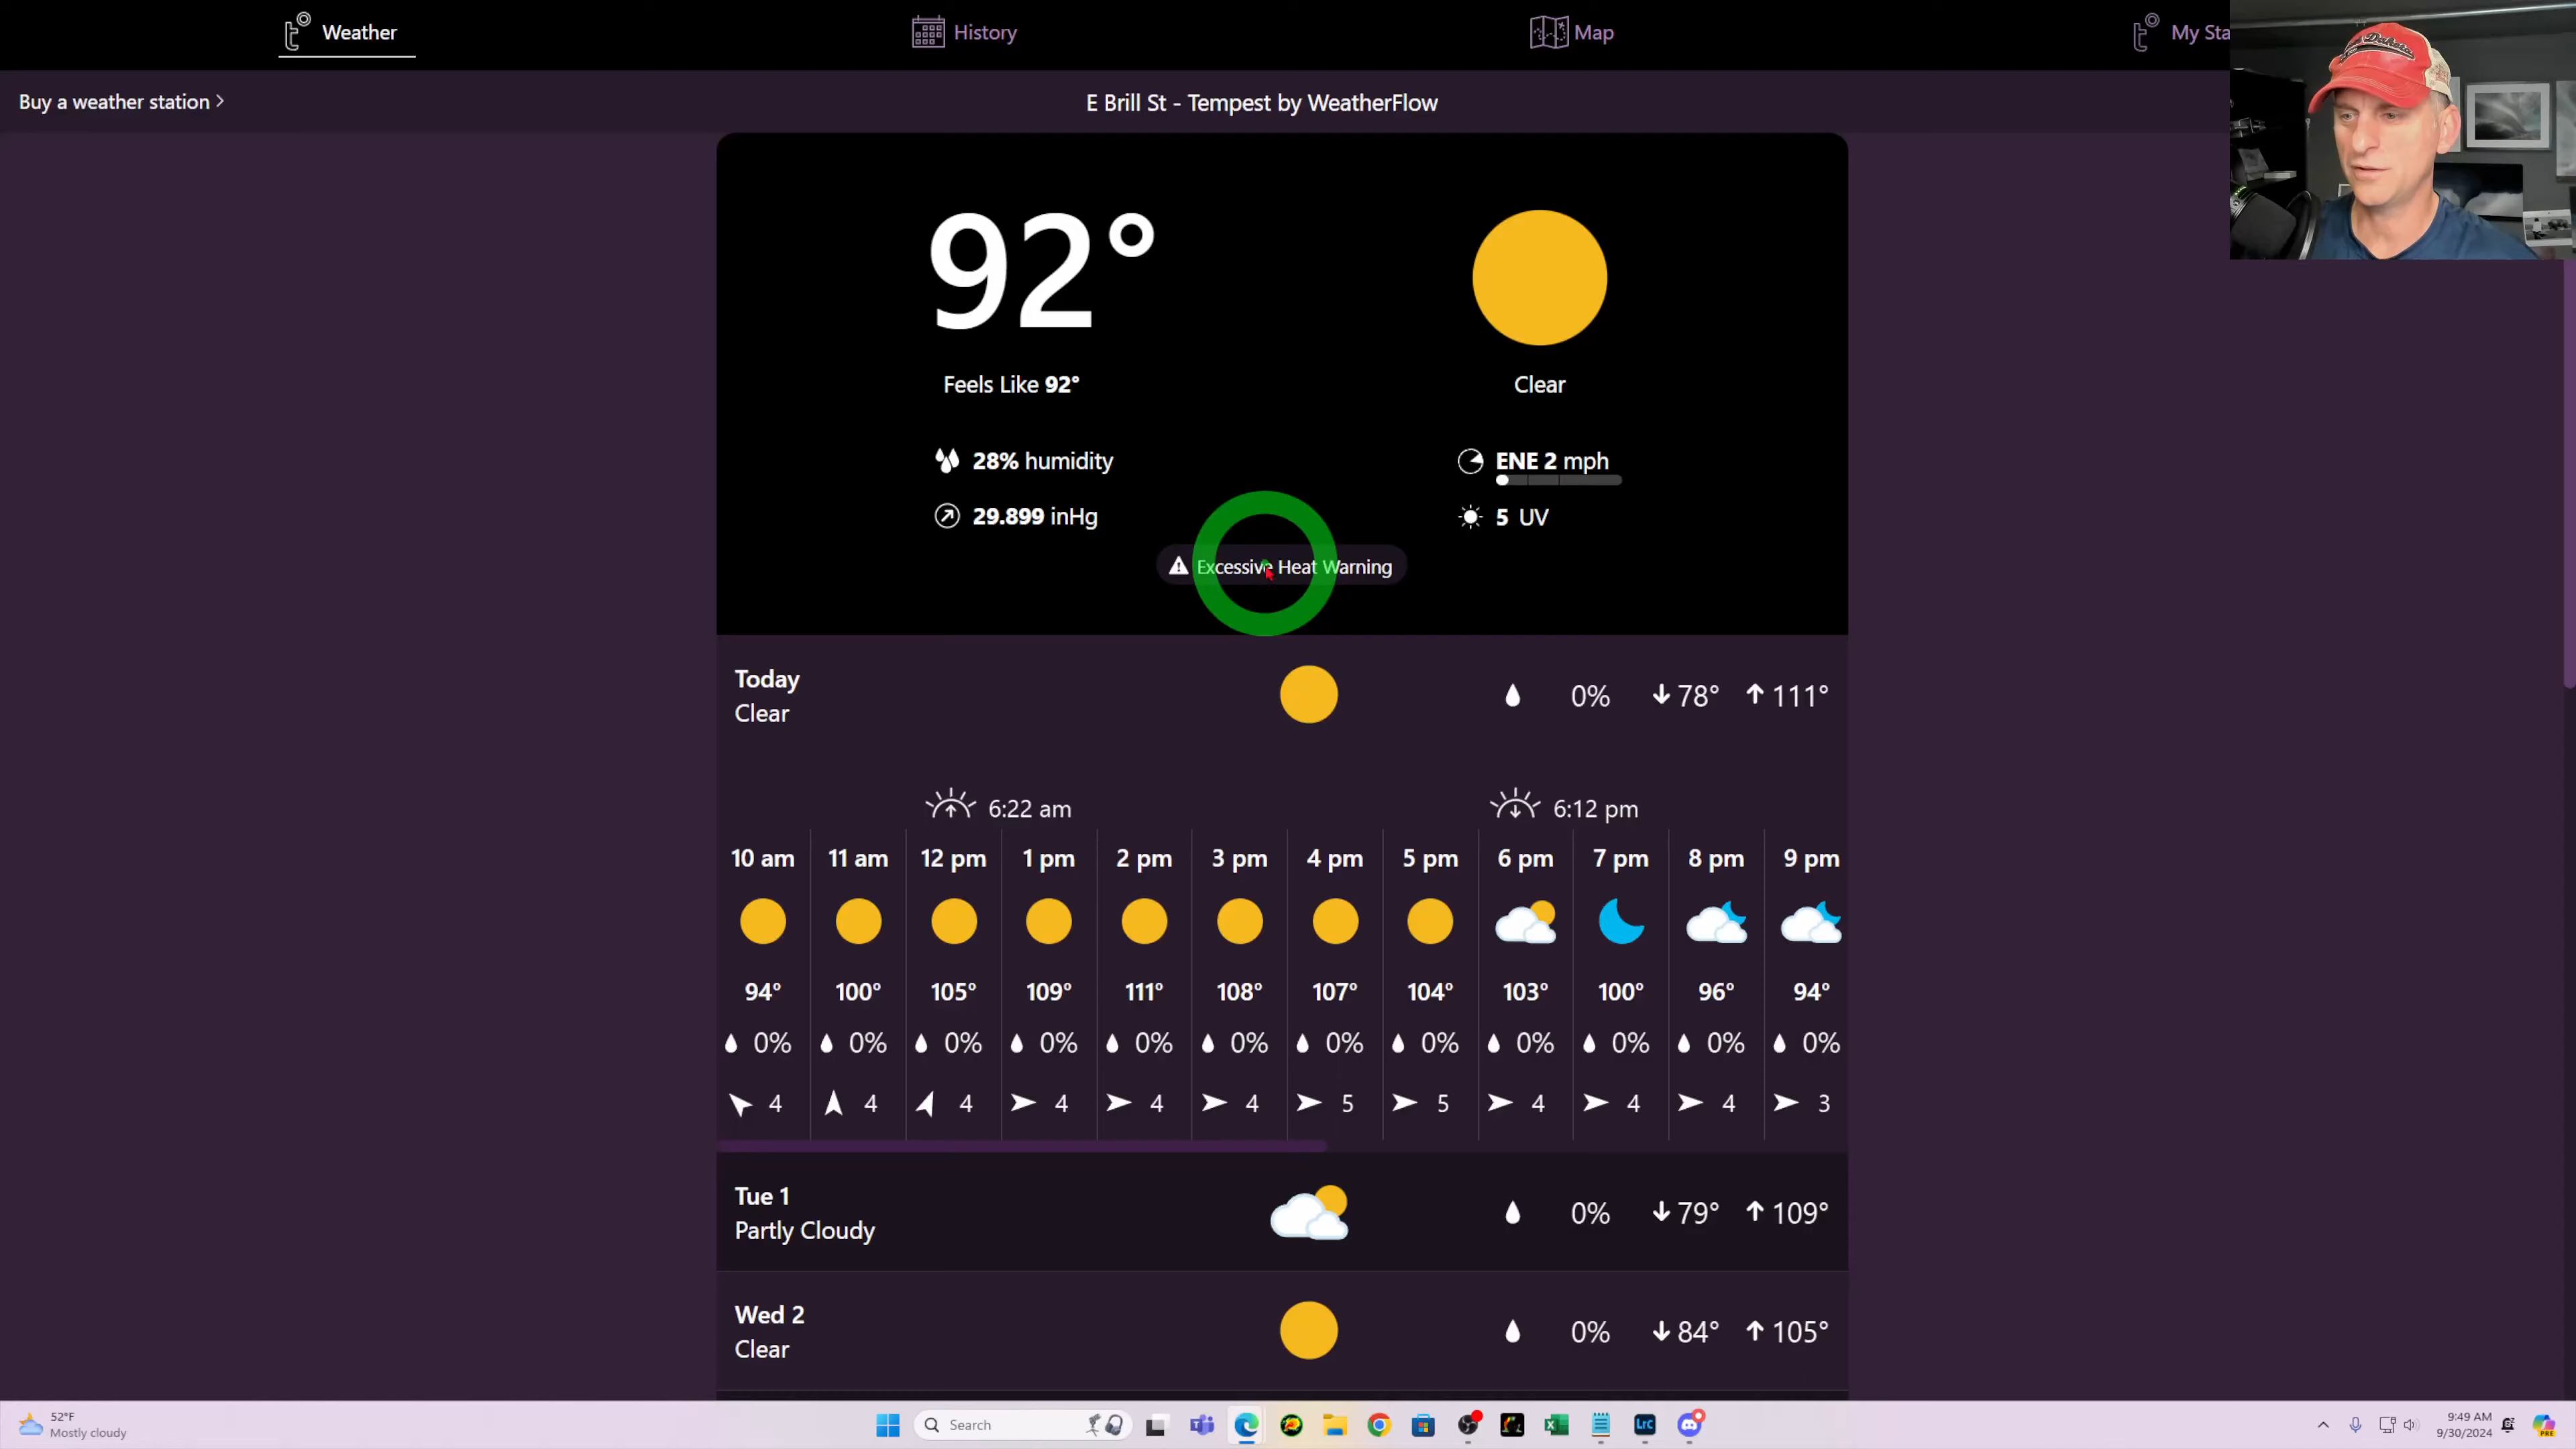 Weather
History
Map
My Sta
Buy a weather station >
E Brill St - Tempest by WeatherFlow
92°
Feels Like 92°
Clear
28% humidity
ENE 2 mph
29.899 inHg
5 UV
Excessive Heat Warning
Today
Clear
0% 78° 111°
6:22 am 6:12 pm
10 am 11 am 12 pm 1 pm 2 pm 3 pm 4 pm 5 pm 6 pm 7 pm 8 pm 9 pm
94° 100° 105° 109° 111° 108° 107° 104° 103° 100° 96° 94°
0% 0% 0% 0% 0% 0% 0% 0% 0% 0% 0% 0%
4 4 4 4 4 4 5 5 4 4 4 3
Tue 1
Partly Cloudy
0% 79° 109°
Wed 2
Clear
0% 84° 105°
52°F
Mostly cloudy
Search
LrC
9:49 AM
9/30/2024
PRE